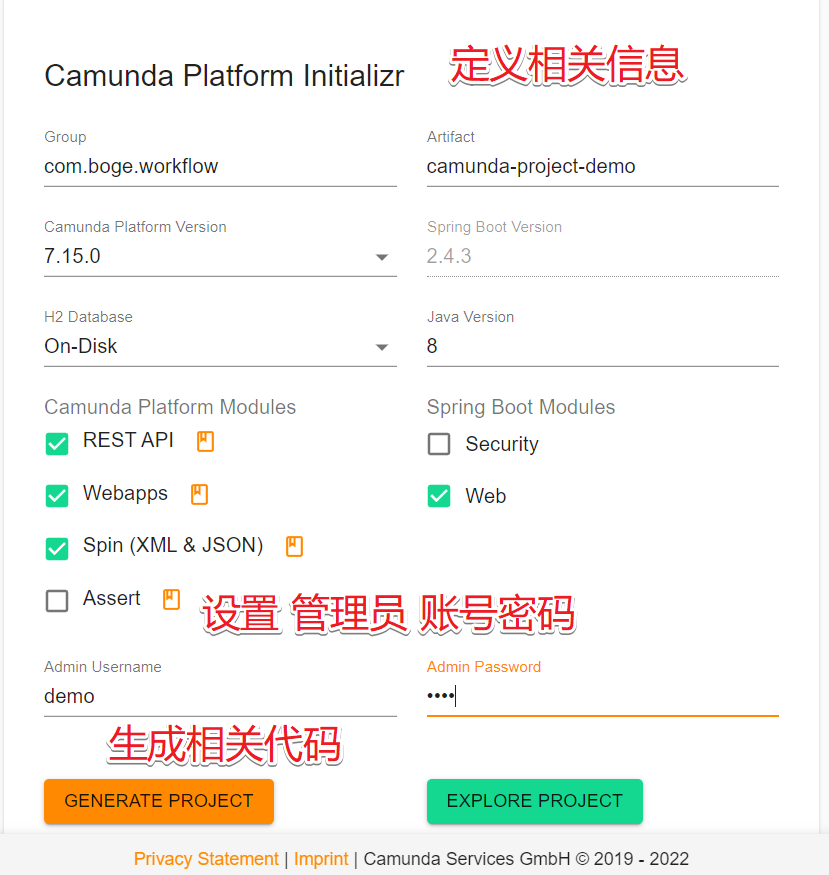 Camunda Platform Initializr 定义相关信息
Group Artifact
com.boge.workflow camunda-project-demo
Camunda Platform Version Spring Boot Version
7.15.0 2.4.3
H2 Database Java Version
On-Disk 8
Camunda Platform Modules Spring Boot Modules
REST API Security
Webapps Web
Spin (XML & JSON)
Assert 设置 管理员 账号密码
Admin Username Admin Password
demo ••••
生成相关代码
GENERATE PROJECT EXPLORE PROJECT
Privacy Statement | Imprint | Camunda Services GmbH © 2019 - 2022